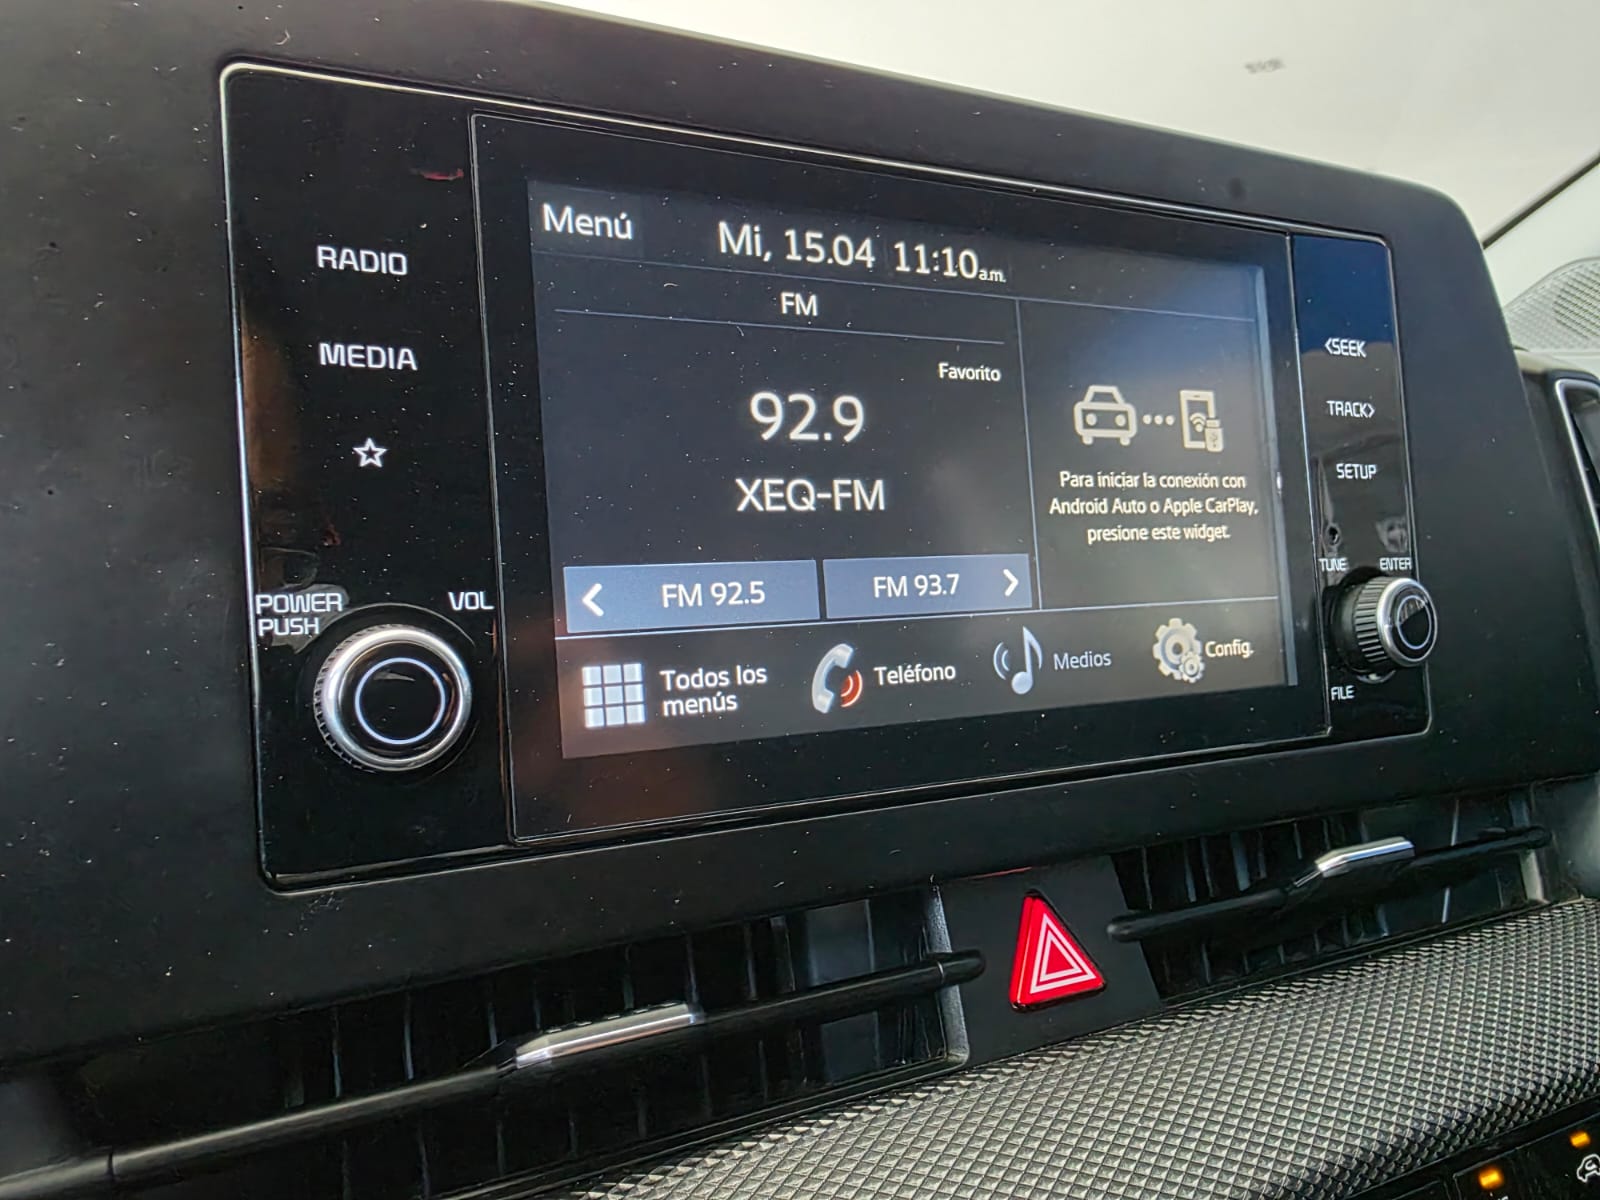 RADIO
MEDIA
POWER
PUSH
VOL
Menú
Mi, 15.04 11:10 a.m.
FM
Favorito
92.9
XEQ-FM
FM 92.5
FM 93.7
Para iniciar la conexión con
Android Auto o Apple CarPlay,
presione este widget.
Todos los
menús
Teléfono
Medios
Config.
<SEEK
TRACK>
SETUP
TUNE
ENTER
FILE